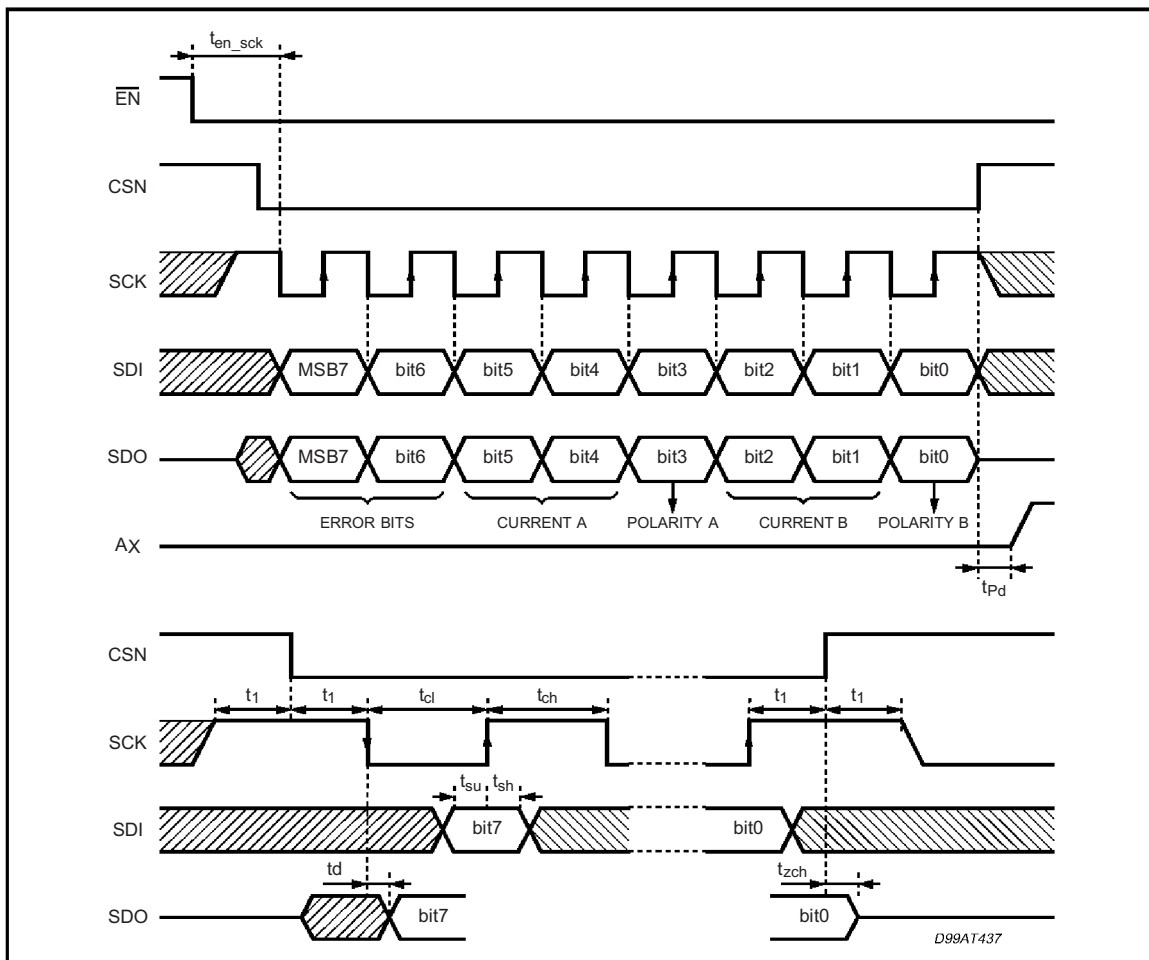 ten_sck
EN
CSN
SCK
SDI MSB7 bit6 bit5 bit4 bit3 bit2 bit1 bit0
SDO MSB7 bit6 bit5 bit4 bit3 bit2 bit1 bit0
ERROR BITS CURRENT A POLARITY A CURRENT B POLARITY B
AX
tPd
CSN
t1 t1 tcl tch t1 t1
SCK
tsu tsh
SDI bit7 bit0
td tzch
SDO bit7 bit0
D99AT437